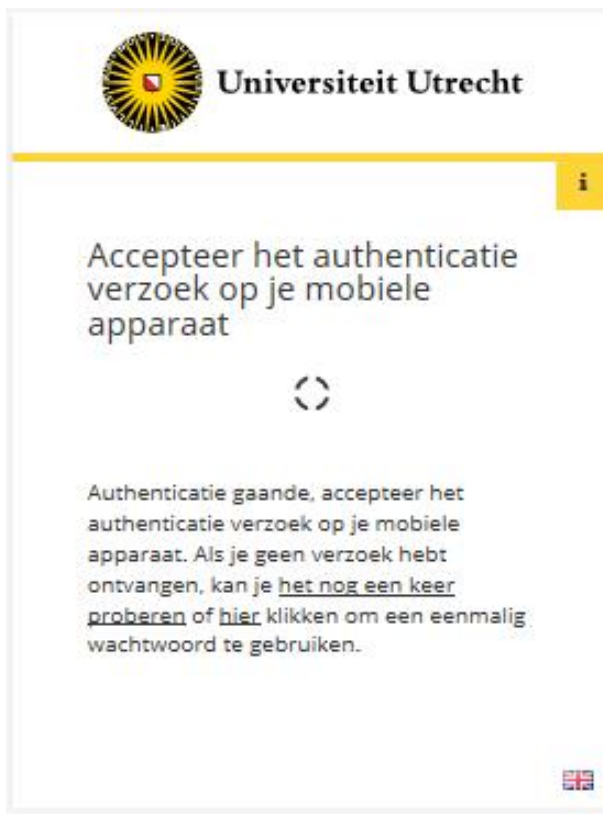 Universiteit Utrecht
i
Accepteer het authenticatie
verzoek op je mobiele
apparaat
Authenticatie gaande, accepteer het
authenticatie verzoek op je mobiele
apparaat. Als je geen verzoek hebt
ontvangen, kan je het nog een keer
proberen of hier klikken om een eenmalig
wachtwoord te gebruiken.